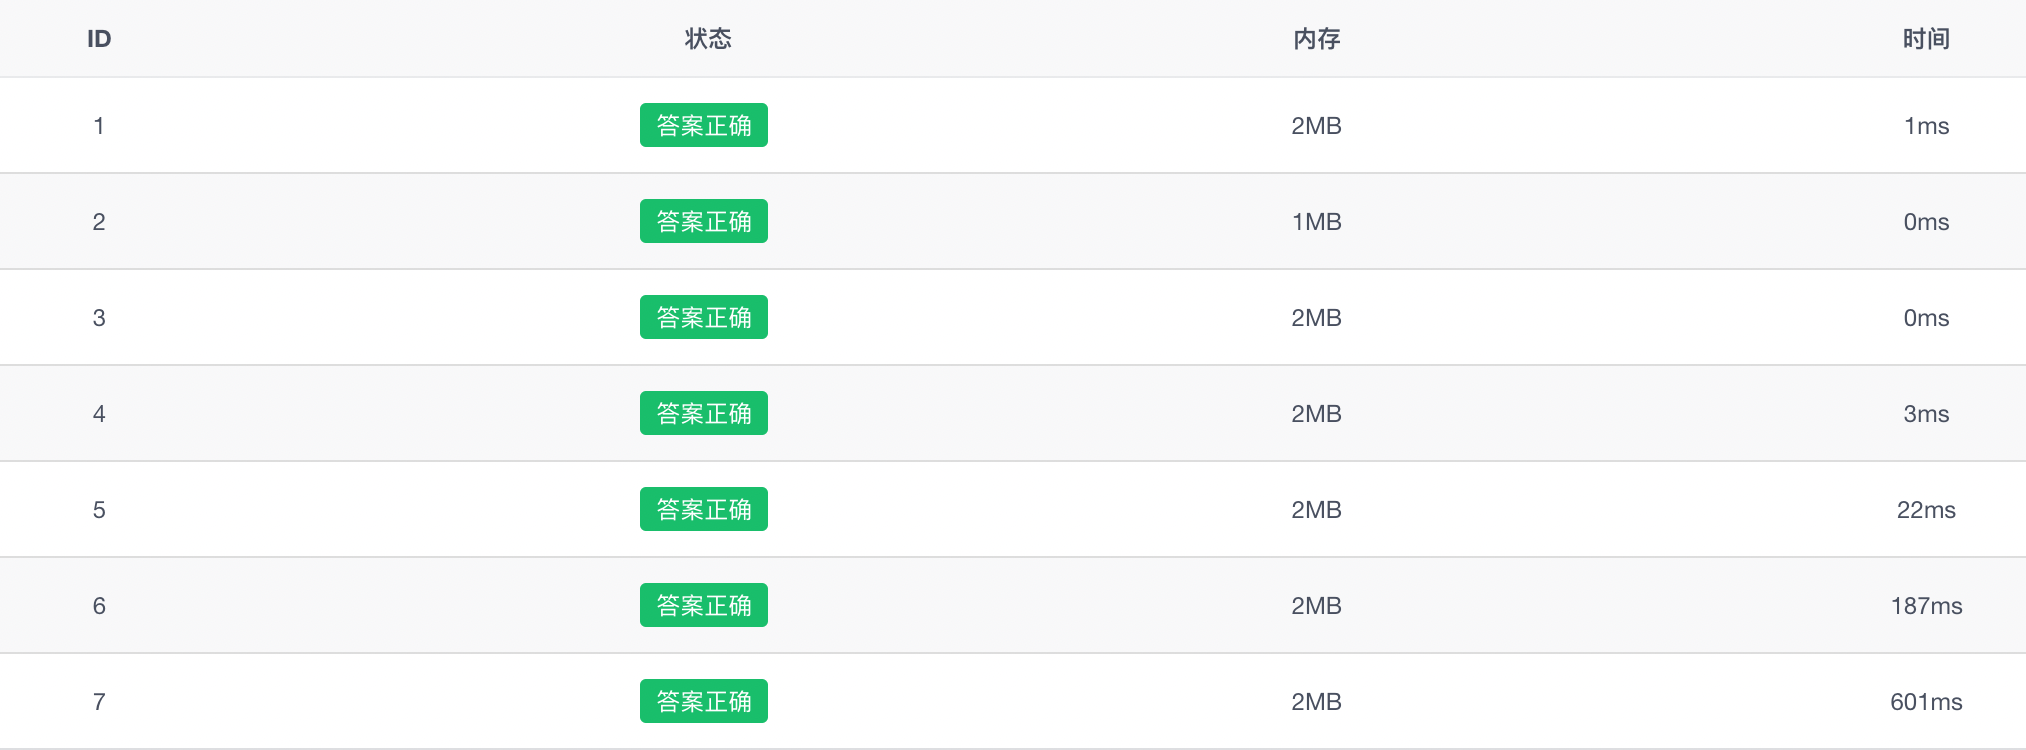 ID 状态 内存 时间
1 答案正确 2MB 1ms
2 答案正确 1MB 0ms
3 答案正确 2MB 0ms
4 答案正确 2MB 3ms
5 答案正确 2MB 22ms
6 答案正确 2MB 187ms
7 答案正确 2MB 601ms